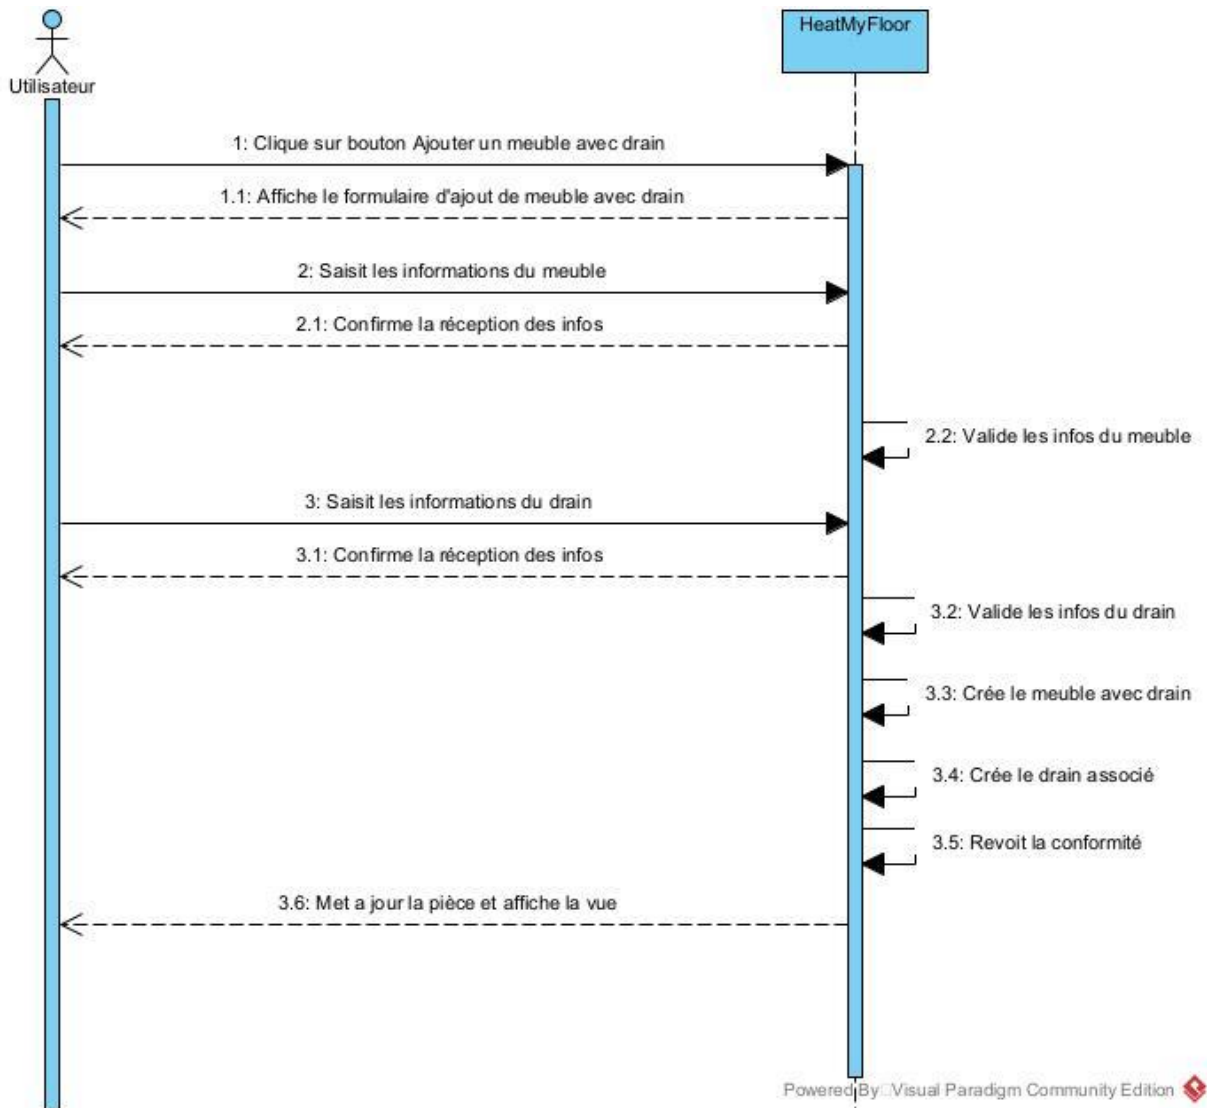 HeatMyFloor
Utilisateur
1: Clique sur bouton Ajouter un meuble avec drain
1.1: Affiche le formulaire d'ajout de meuble avec drain
2: Saisit les informations du meuble
2.1: Confirme la réception des infos
2.2: Valide les infos du meuble
3: Saisit les informations du drain
3.1: Confirme la réception des infos
3.2: Valide les infos du drain
3.3: Crée le meuble avec drain
3.4: Crée le drain associé
3.5: Revoit la conformité
3.6: Met a jour la pièce et affiche la vue
Powered By Visual Paradigm Community Edition